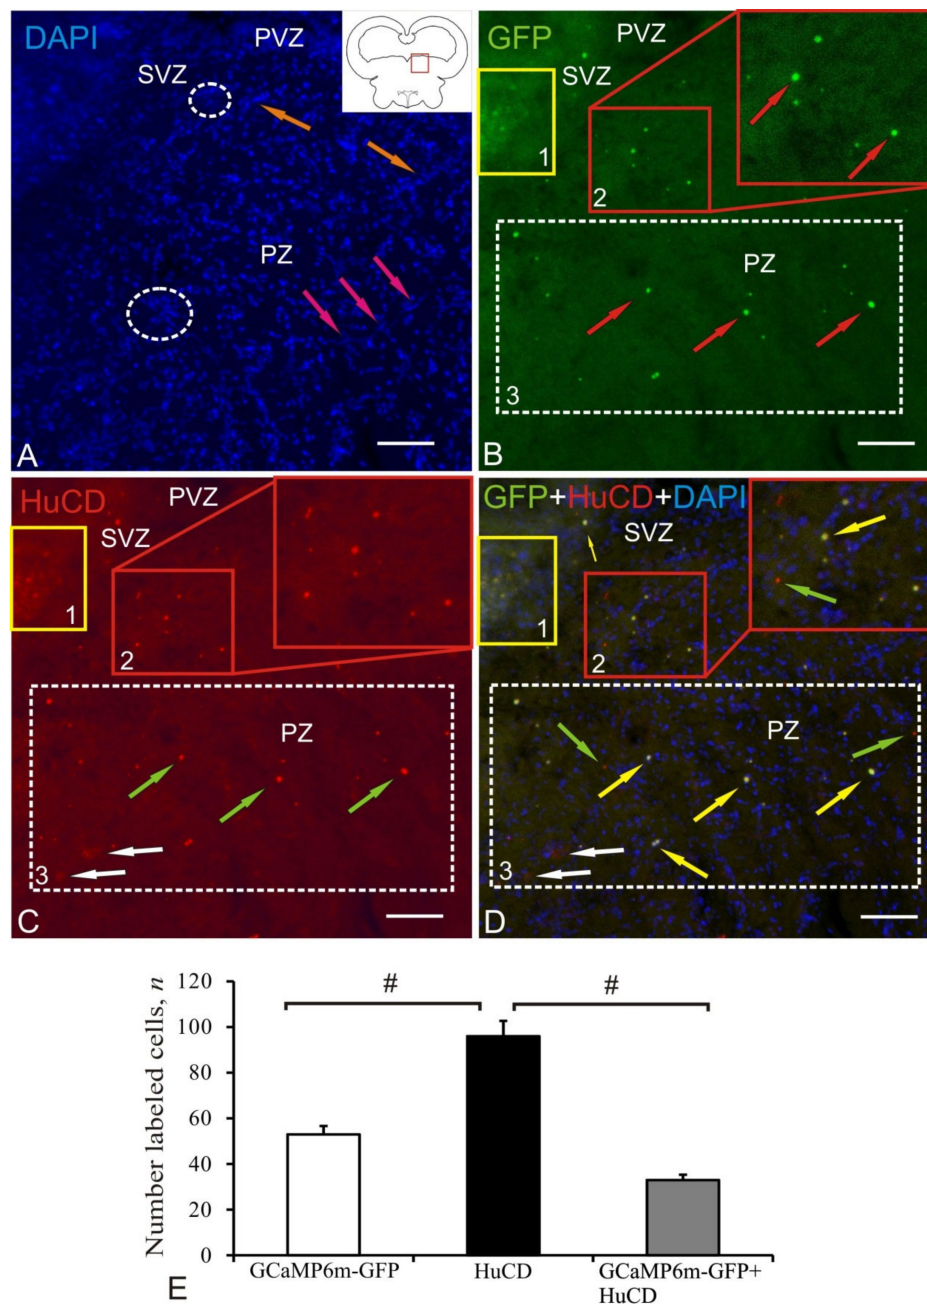 DAPI
PVZ
SVZ
PZ
A
GFP
PVZ
SVZ
1
2
PZ
3
B
HuCD
PVZ
SVZ
1
2
PZ
3
C
GFP+HuCD+DAPI
SVZ
1
2
PZ
3
D
Number labeled cells, n
120
100
80
60
40
20
0
#
#
GCaMP6m-GFP
HuCD
GCaMP6m-GFP+
HuCD
E